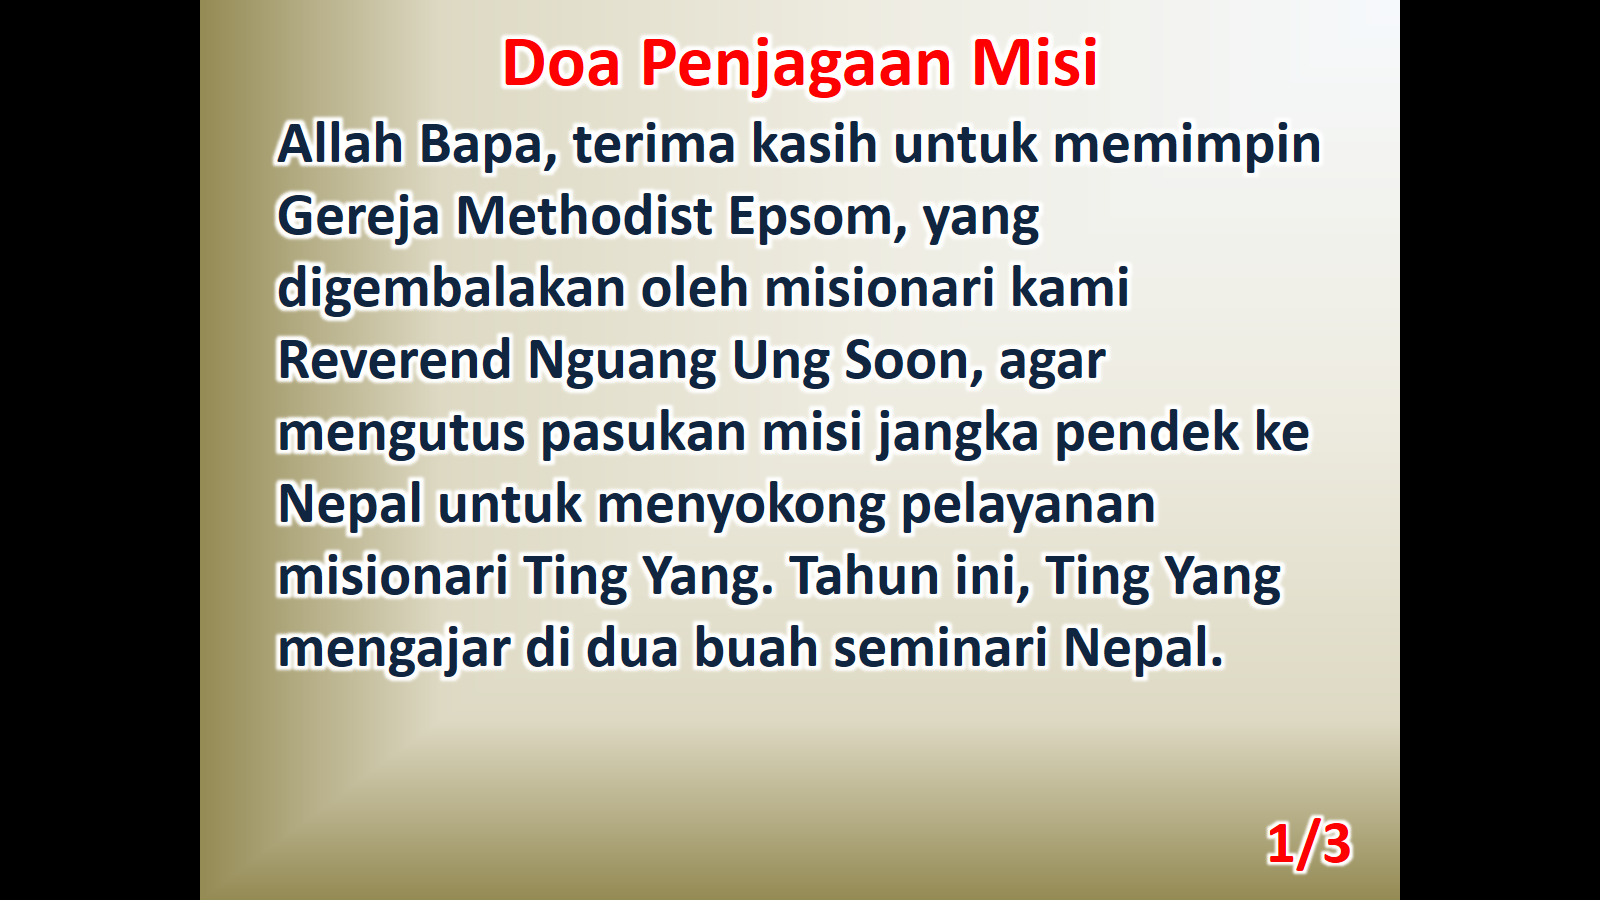 Doa Penjagaan Misi
Allah Bapa, terima kasih untuk memimpin
Gereja Methodist Epsom, yang
digembalakan oleh misionari kami
Reverend Nguang Ung Soon, agar
mengutus pasukan misi jangka pendek ke
Nepal untuk menyokong pelayanan
misionari Ting Yang. Tahun ini, Ting Yang
mengajar di dua buah seminari Nepal.
1/3